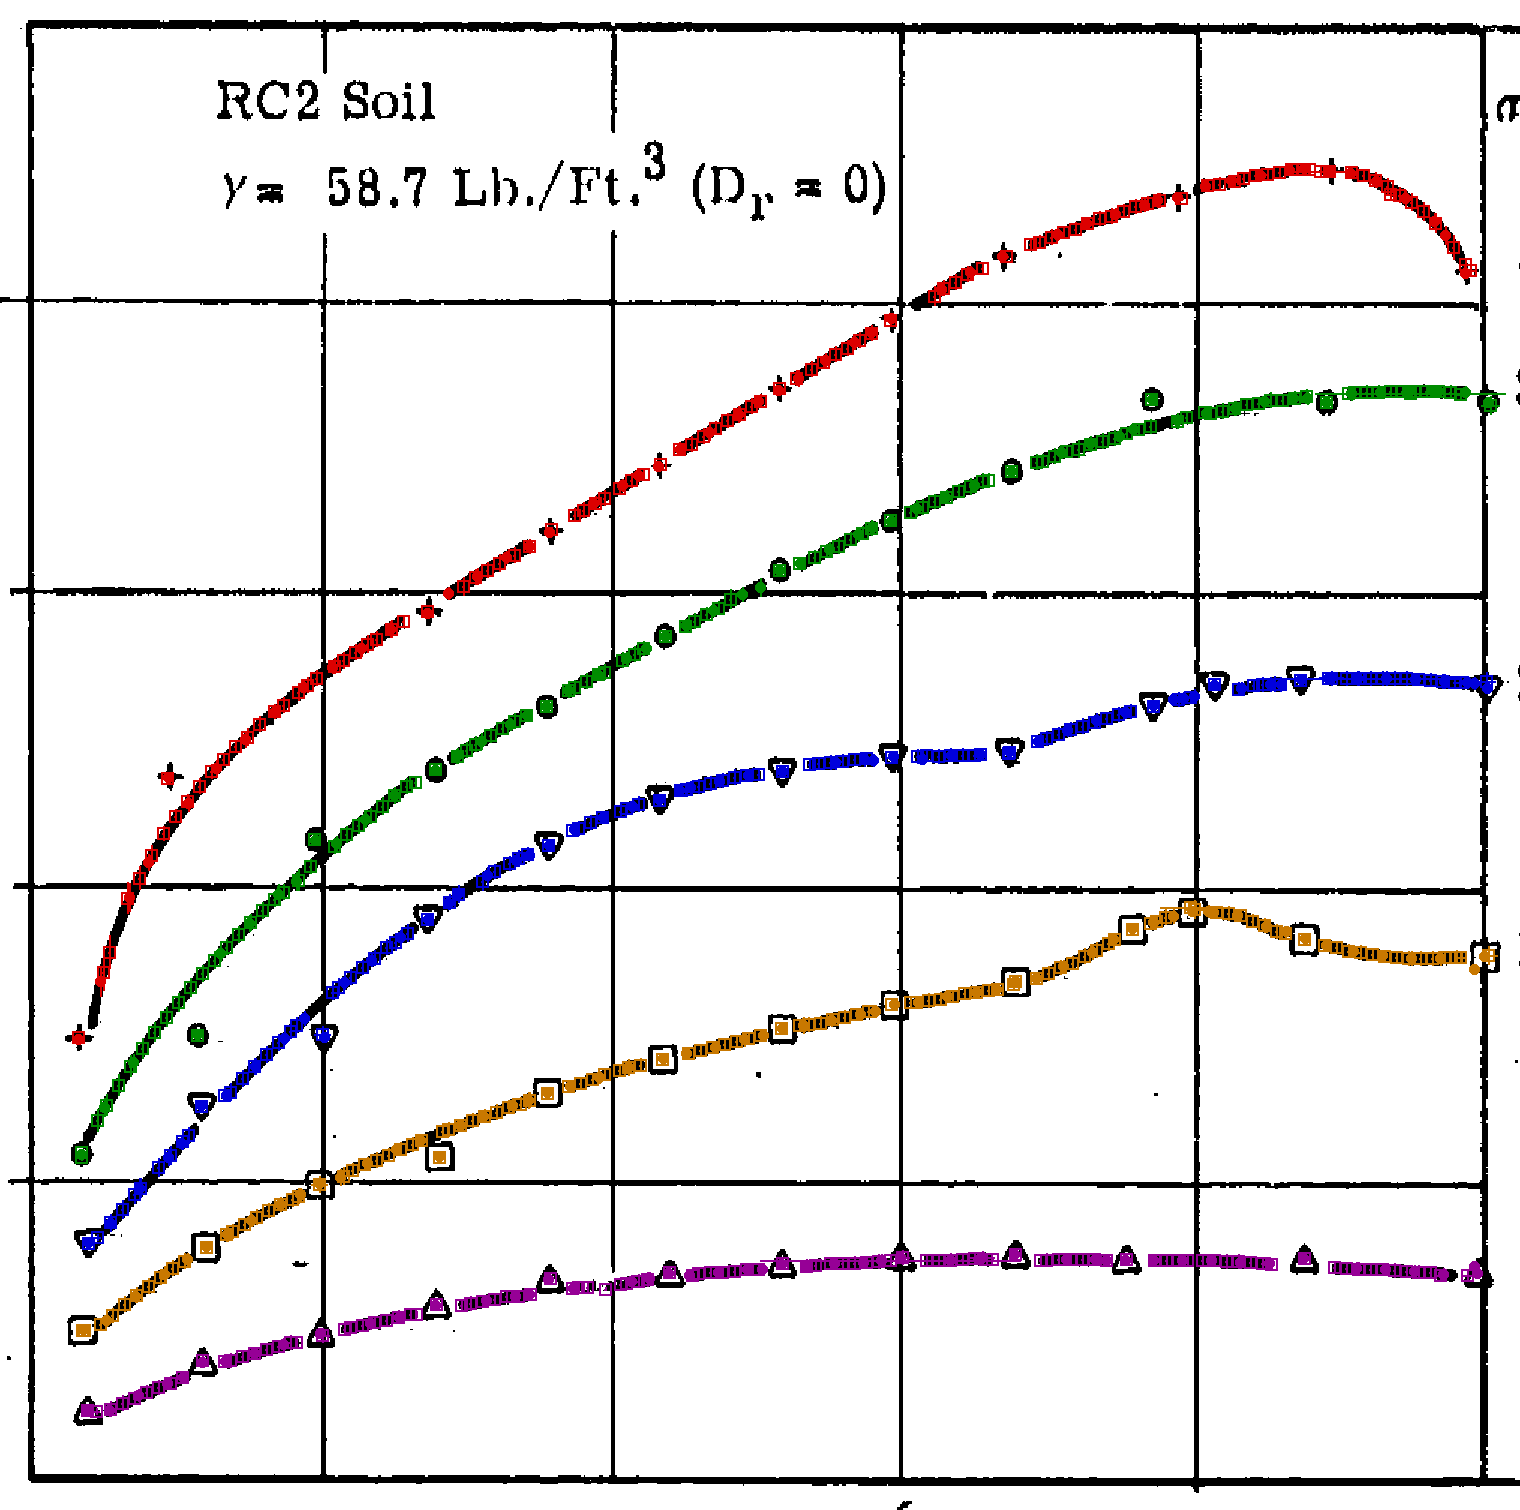 RC2 Soil
γ= 58.7 Lb./Ft.³ (Dᵣ = 0)